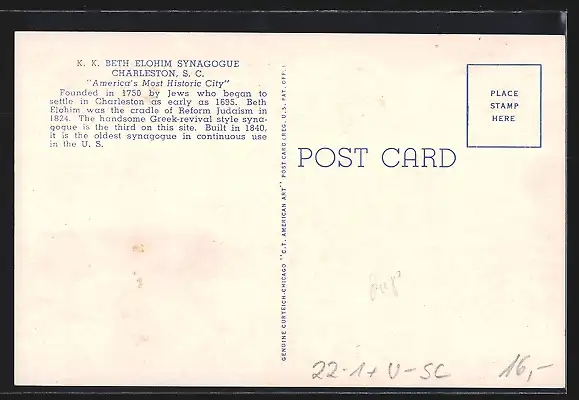 K. K. BETH ELOHIM SYNAGOGUE
CHARLESTON, S. C.
"America's Most Historic City"
Founded in 1750 by Jews who began to
settle in Charleston as early as 1695. Beth
Elohim was the cradle of Reform Judaism in
1824. The handsome Greek-revival style syna-
gogue is the third on this site. Built in 1840,
it is the oldest synagogue in continuous use
in the U. S.
GENUINE CURTEICH-CHICAGO "C.T. AMERICAN ART" POST CARD (REG. U.S. PAT. OFF.)
POST CARD
PLACE
STAMP
HERE
22-1+ U-SC
16,-